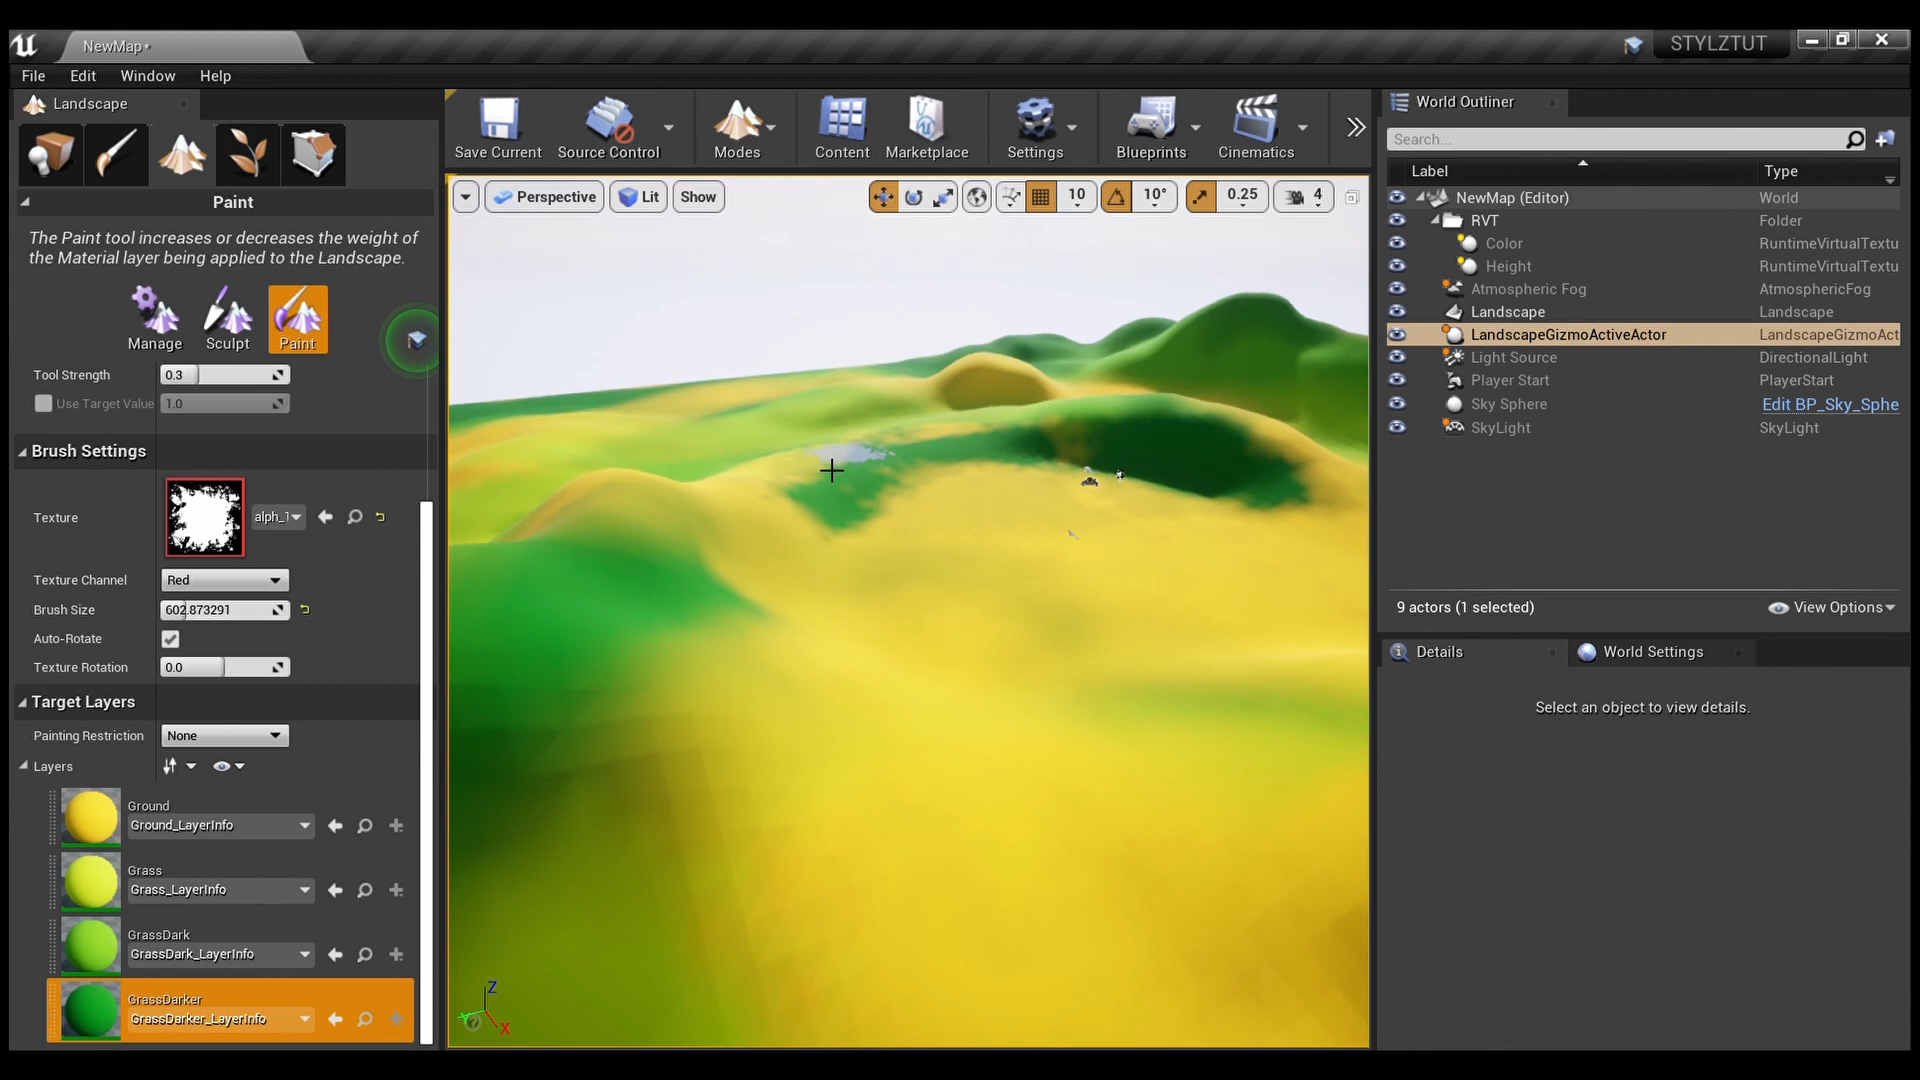 NewMap*
STYLZTUT
File Edit Window Help
Landscape
Paint
The Paint tool increases or decreases the weight of
the Material layer being applied to the Landscape.
Manage Sculpt Paint
Tool Strength 0.3
Use Target Value 1.0
Brush Settings
Texture alph_1
Texture Channel Red
Brush Size 602.873291
Auto-Rotate
Texture Rotation 0.0
Target Layers
Painting Restriction None
Layers
Ground
Ground_LayerInfo
Grass
Grass_LayerInfo
GrassDark
GrassDark_LayerInfo
GrassDarker
GrassDarker_LayerInfo
Save Current Source Control Modes Content Marketplace Settings Blueprints Cinematics
Perspective Lit Show 10 10° 0.25 4
Z
Y
X
World Outliner
Search...
Label Type
NewMap (Editor) World
RVT Folder
Color RuntimeVirtualTextu
Height RuntimeVirtualTextu
Atmospheric Fog AtmosphericFog
Landscape Landscape
LandscapeGizmoActiveActor LandscapeGizmoAct
Light Source DirectionalLight
Player Start PlayerStart
Sky Sphere Edit BP_Sky_Sphe
SkyLight SkyLight
9 actors (1 selected) View Options
Details World Settings
Select an object to view details.